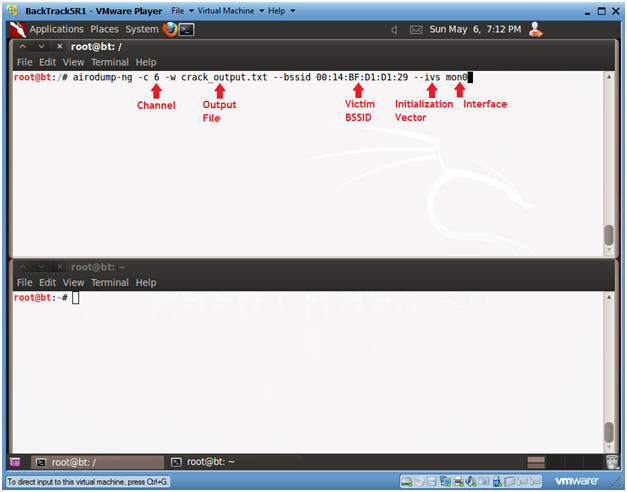 BackTrack5R1 - VMware Player File Virtual Machine Help
Applications Places System Sun May 6, 7:12 PM
root@bt: /
File Edit View Terminal Help
root@bt:/# airodump-ng -c 6 -w crack_output.txt --bssid 00:14:BF:D1:D1:29 --ivs mon0
Channel
Output
File
Victim
BSSID
Initialization
Vector
Interface
root@bt: ~
File Edit View Terminal Help
root@bt:~#
root@bt: /
root@bt: ~
To direct input to this virtual machine, press Ctrl+G.
vmware